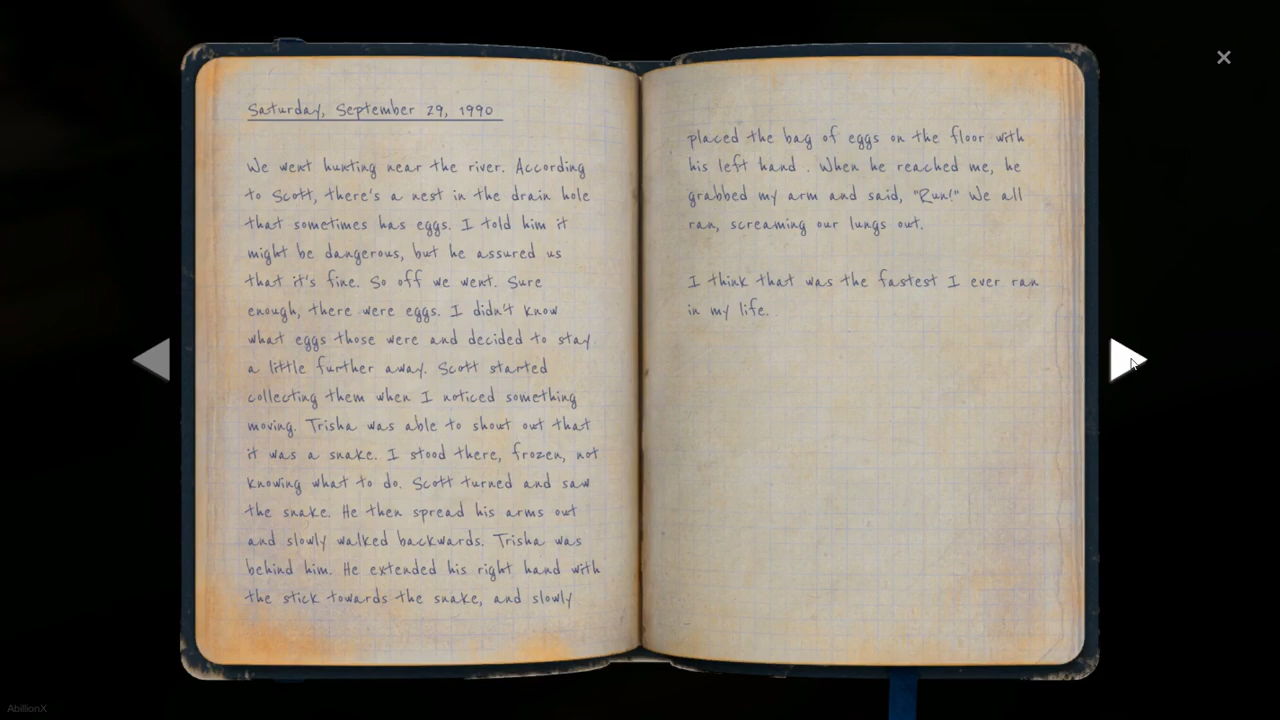 Saturday, September 29, 1990
We went hunting near the river. According
to Scott, there's a nest in the drain hole
that sometimes has eggs. I told him it
might be dangerous, but he assured us
that it's fine. So off we went. Sure
enough, there were eggs. I didn't know
what eggs those were and decided to stay
a little further away. Scott started
collecting them when I noticed something
moving. Trisha was able to shout out that
it was a snake. I stood there, frozen, not
knowing what to do. Scott turned and saw
the snake. He then spread his arms out
and slowly walked backwards. Trisha was
behind him. He extended his right hand with
the stick towards the snake, and slowly
placed the bag of eggs on the floor with
his left hand . When he reached me, he
grabbed my arm and said, "Run!" We all
ran, screaming our lungs out.
I think that was the fastest I ever ran
in my life.
AbillionX